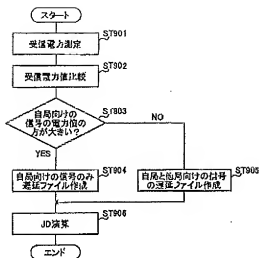 スタート
ST901
受信電力測定
ST902
受信電力値比較
ST903
自局向けの
信号の電力値の
方が大きい？
NO
YES
ST904
自局向けの信号のみ
遅延ファイル作成
ST905
自局と他局向けの信号
の遅延ファイル作成
ST906
JD演算
エンド